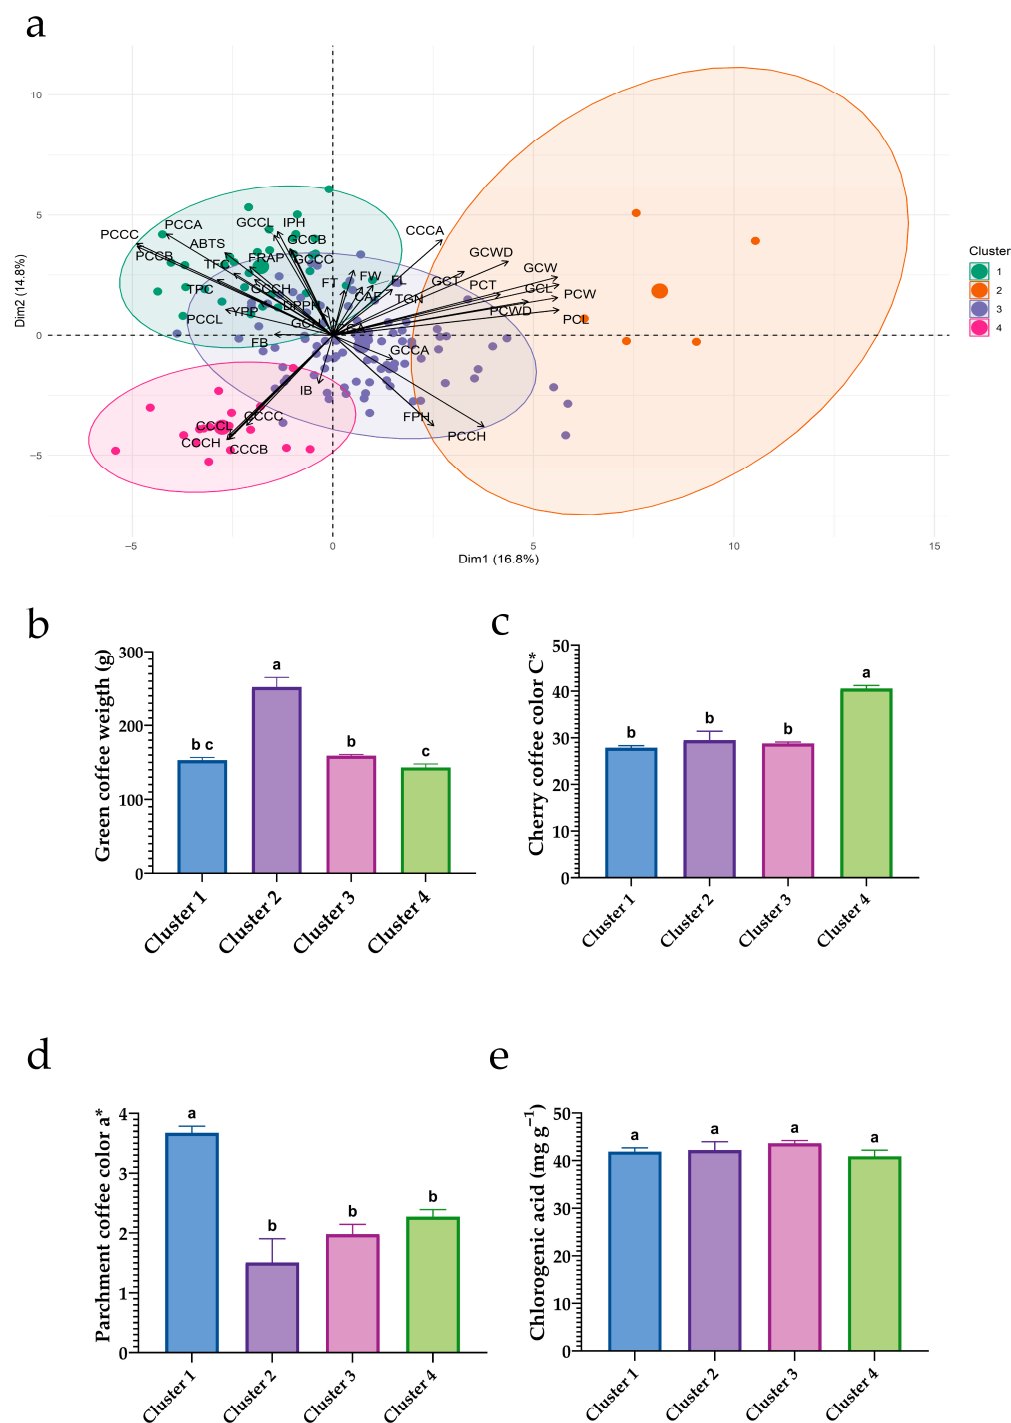 a
10
5
0
−5
Dim2 (14.8%)
−5
0
5
10
15
Dim1 (16.8%)
PCCC
PCCA
PCCB
ABTS
GCCL
IPH
GCCB
GCCC
TFC
FRAP
TPC
GCCH
YPP
DPPH
PCCL
FB
FT
FW
FL
CAF
TGN
CCCA
GCT
GCWD
PCT
GCW
GCL
PCW
PCWD
PCL
GCCA
IB
FPH
PCCH
CCCC
CCCL
CCCH
CCCB
Cluster
1
2
3
4
b
Green coffee weigth (g)
300
200
100
0
b c
a
b
c
Cluster 1
Cluster 2
Cluster 3
Cluster 4
c
Cherry coffee color C*
50
40
30
20
10
0
b
b
b
a
Cluster 1
Cluster 2
Cluster 3
Cluster 4
d
Parchment coffee color a*
4
3
2
1
0
a
b
b
b
Cluster 1
Cluster 2
Cluster 3
Cluster 4
e
Chlorogenic acid (mg g⁻¹)
50
40
30
20
10
0
a
a
a
a
Cluster 1
Cluster 2
Cluster 3
Cluster 4